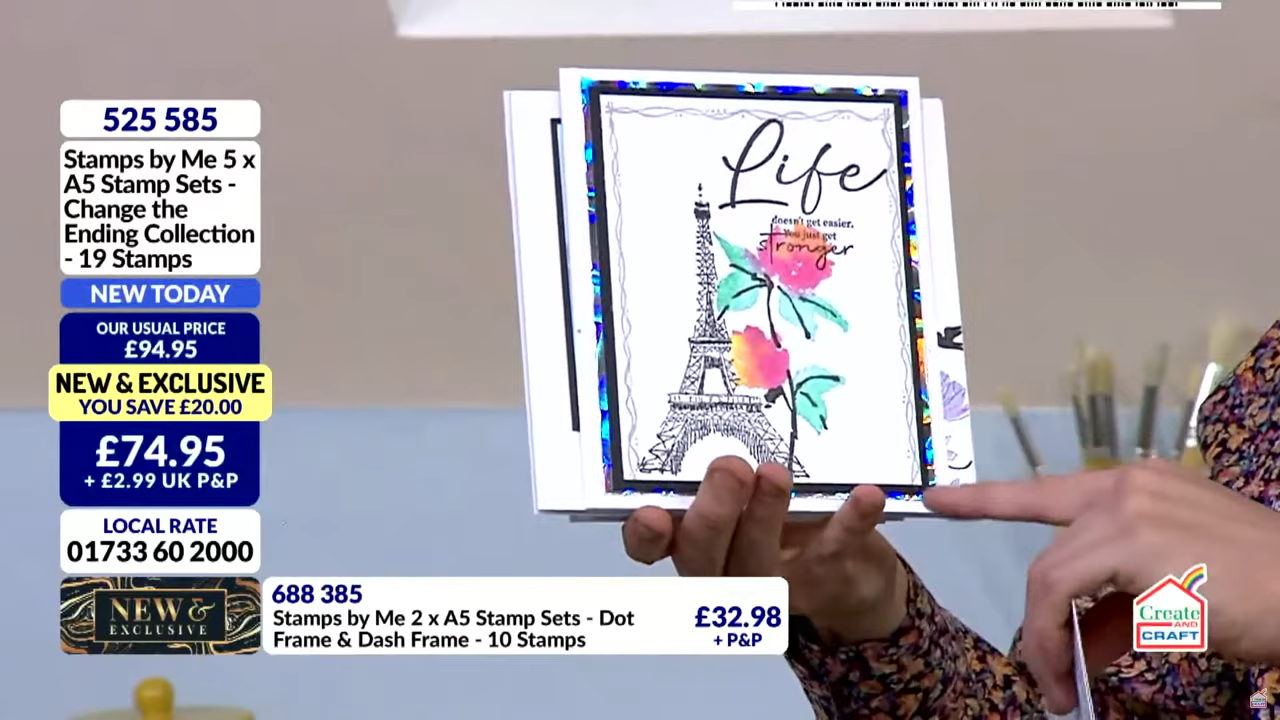 525 585
Stamps by Me 5 x
A5 Stamp Sets -
Change the
Ending Collection
- 19 Stamps
NEW TODAY
OUR USUAL PRICE
£94.95
NEW & EXCLUSIVE
YOU SAVE £20.00
£74.95
+ £2.99 UK P&P
LOCAL RATE
01733 60 2000
NEW &
EXCLUSIVE
688 385
Stamps by Me 2 x A5 Stamp Sets - Dot
Frame & Dash Frame - 10 Stamps
£32.98
+ P&P
Life
doesn't get easier.
You just get
stronger
Create
AND
CRAFT